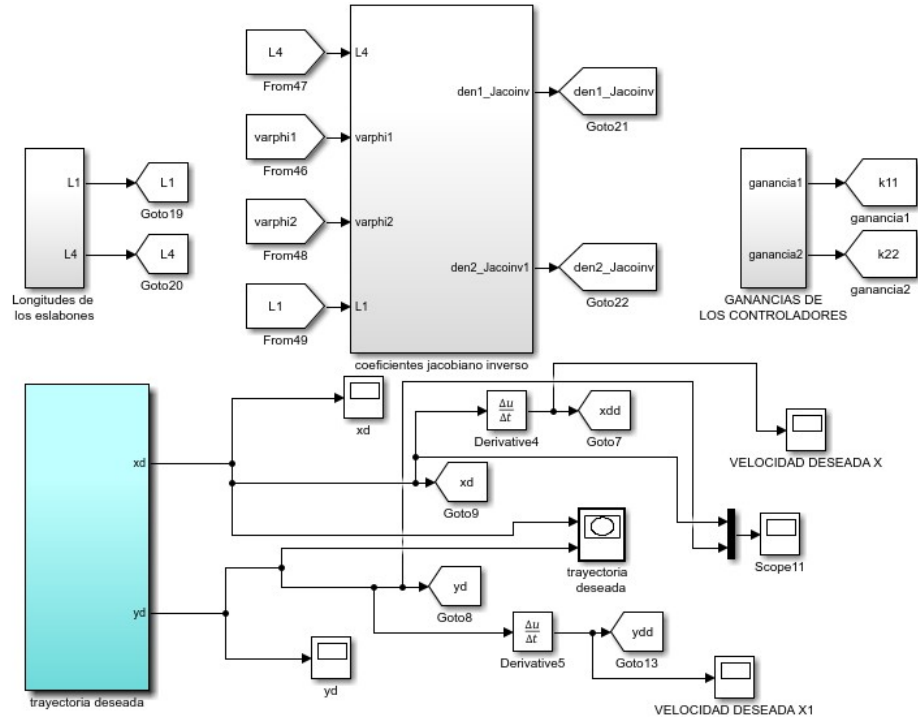 L4
From47
L4
den1_Jacoinv
den1_Jacoinv
Goto21
varphi1
From46
varphi1
L1
L1
Goto19
ganancia1
k11
ganancia1
varphi2
From48
varphi2
L4
L4
Goto20
ganancia2
k22
ganancia2
den2_Jacoinv1
den2_Jacoinv
Goto22
Longitudes de
los eslabones
L1
From49
L1
GANANCIAS DE
LOS CONTROLADORES
coeficientes jacobiano inverso
xd
Δu
Δt
Derivative4
xdd
Goto7
VELOCIDAD DESEADA X
xd
xd
Goto9
trayectoria
deseada
Scope11
yd
yd
Goto8
yd
Δu
Δt
Derivative5
ydd
Goto13
VELOCIDAD DESEADA X1
trayectoria deseada